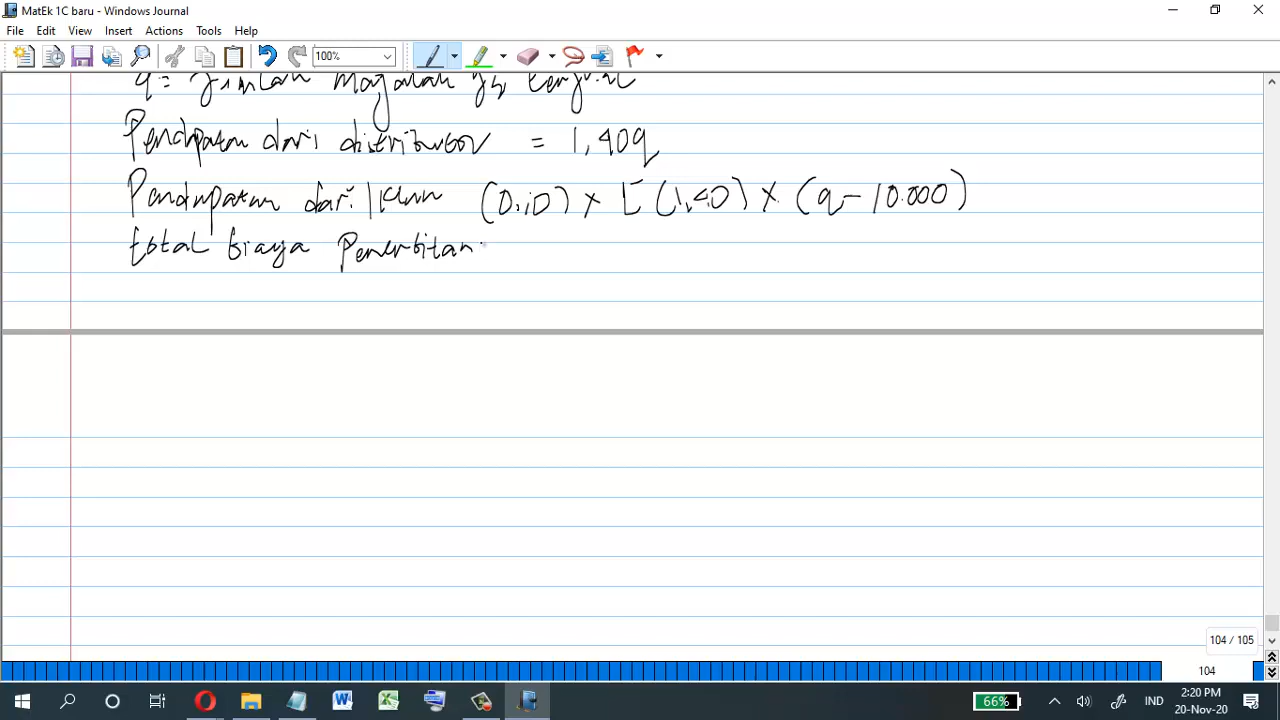 MatEk 1C baru - Windows Journal
File Edit View Insert Actions Tools Help
100%
q = Jumlah Majalah yg terjual
Pendapatan dari distributor = 1,40q
Pendapatan dari Iklan (0,10) × [(1,40) × (q - 10.000)
total biaya Penerbitan
104 / 105
104
66%
IND
2:20 PM
20-Nov-20